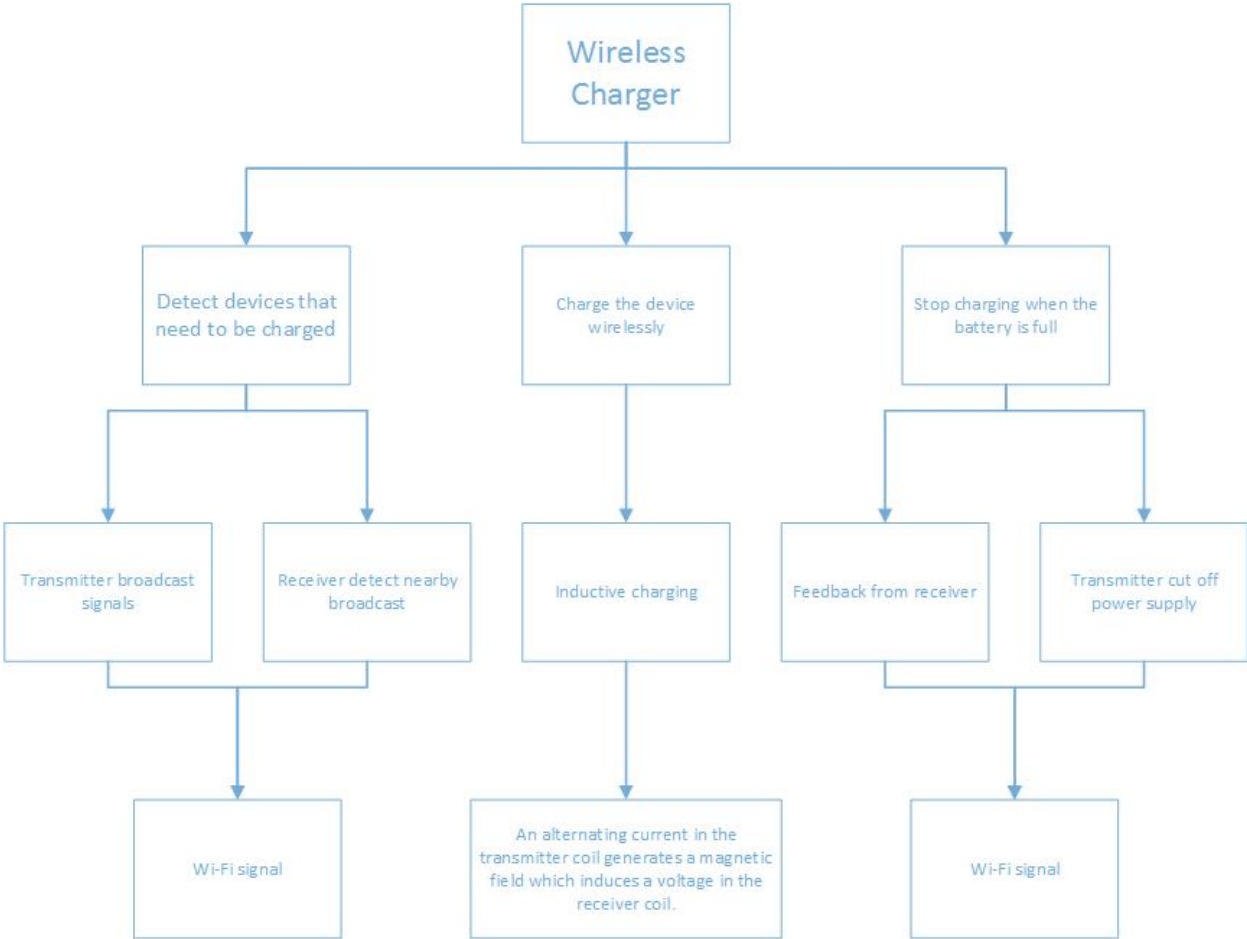 Wireless
Charger
Detect devices that
need to be charged
Charge the device
wirelessly
Stop charging when the
battery is full
Transmitter broadcast
signals
Receiver detect nearby
broadcast
Inductive charging
Feedback from receiver
Transmitter cut off
power supply
Wi-Fi signal
An alternating current in the
transmitter coil generates a magnetic
field which induces a voltage in the
receiver coil.
Wi-Fi signal